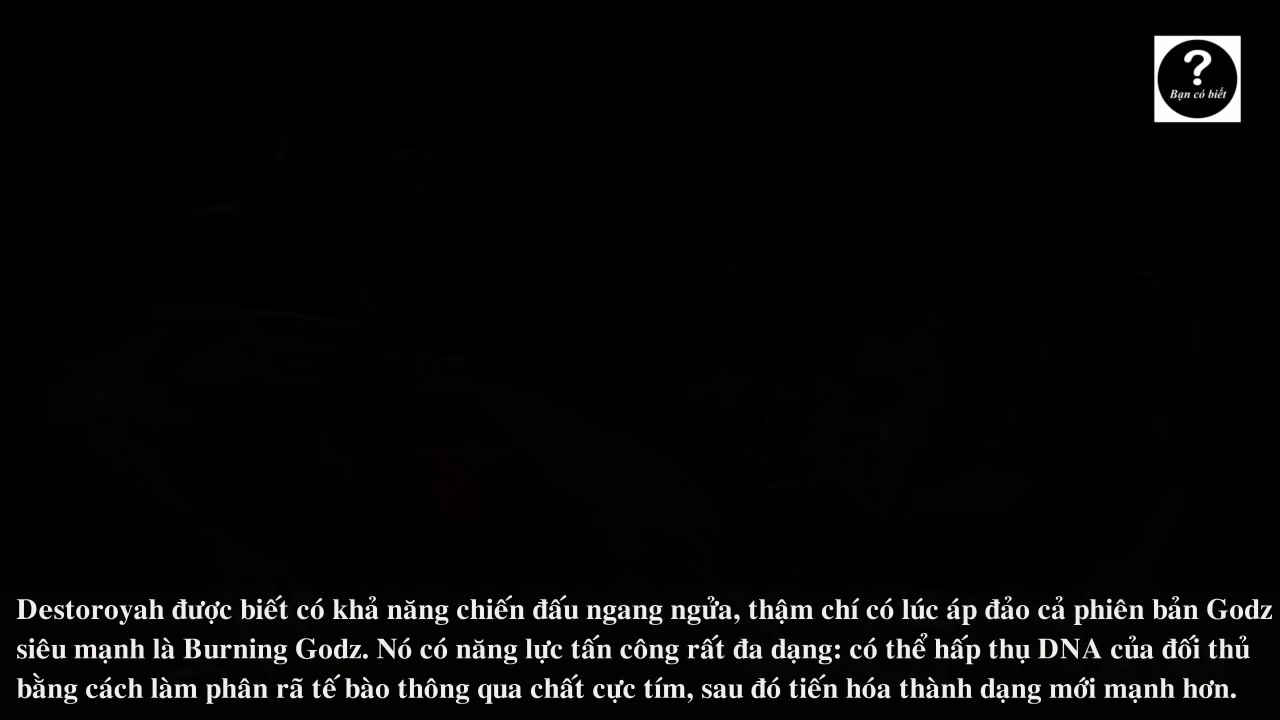 ?
Bạn có biết
Destoroyah được biết có khả năng chiến đấu ngang ngửa, thậm chí có lúc áp đảo cả phiên bản Godz
siêu mạnh là Burning Godz. Nó có năng lực tấn công rất đa dạng: có thể hấp thụ DNA của đối thủ
bằng cách làm phân rã tế bào thông qua chất cực tím, sau đó tiến hóa thành dạng mới mạnh hơn.